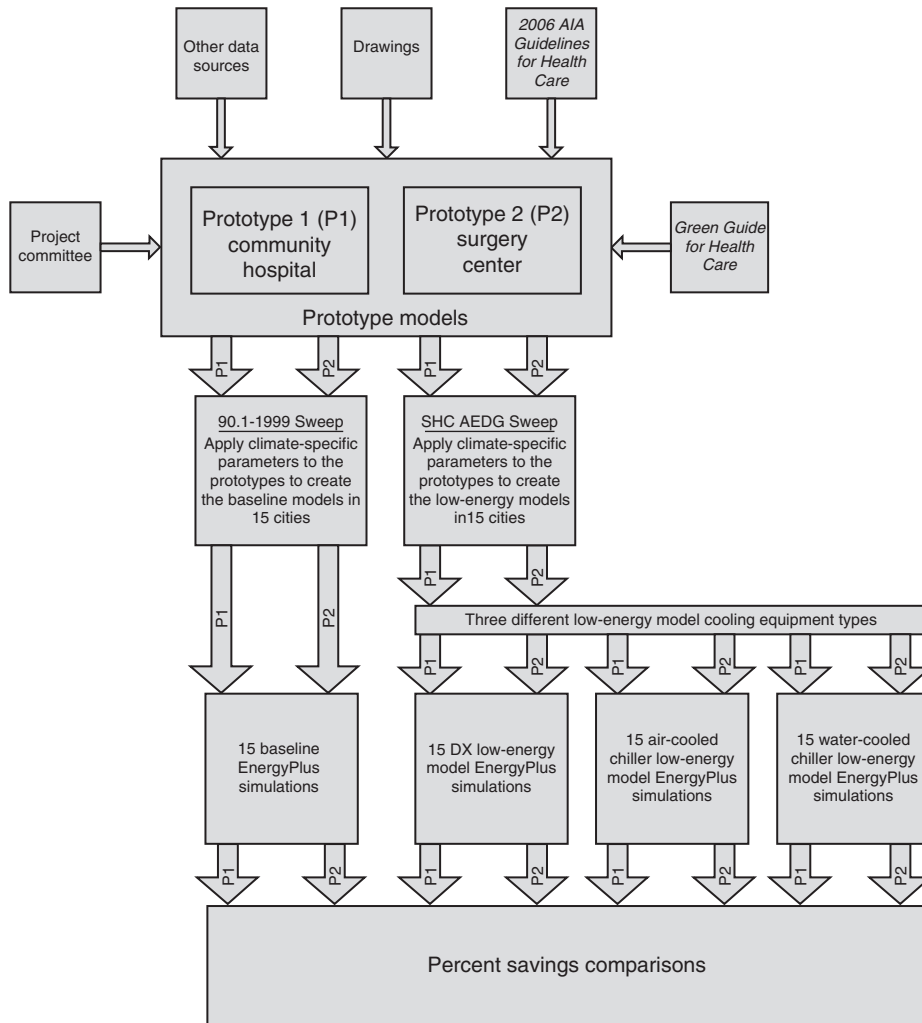 Other data
sources
Drawings
2006 AIA
Guidelines
for Health
Care
Project
committee
Prototype 1 (P1)
community
hospital
Prototype 2 (P2)
surgery
center
Green Guide
for Health
Care
Prototype models
P1
P2
P1
P2
90.1-1999 Sweep
Apply climate-specific
parameters to the
prototypes to create
the baseline models in
15 cities
SHC AEDG Sweep
Apply climate-specific
parameters to the
prototypes to create
the low-energy models
in15 cities
P1
P2
P1
P2
Three different low-energy model cooling equipment types
P1
P2
P1
P2
P1
P2
15 baseline
EnergyPlus
simulations
15 DX low-energy
model EnergyPlus
simulations
15 air-cooled
chiller low-energy
model EnergyPlus
simulations
15 water-cooled
chiller low-energy
model EnergyPlus
simulations
P1
P2
P1
P2
P1
P2
P1
P2
Percent savings comparisons